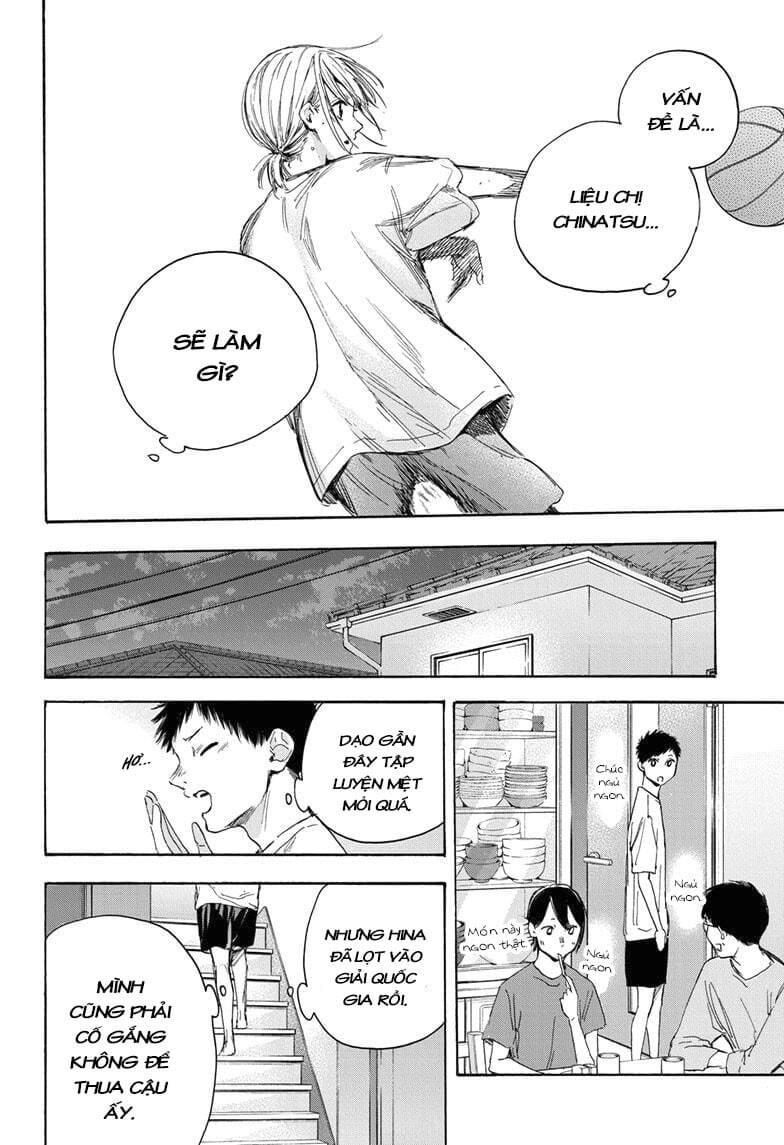 VẤN
ĐỀ LÀ...
LIỆU CHỊ
CHINATSU...
SẼ LÀM
GÌ?
Chúc
ngủ
ngon.
Ngủ
ngon.
Món này
ngon thật.
Ngủ
ngon
DẠO GẦN
ĐÂY TẬP
LUYỆN MỆT
MỎI QUÁ.
HƠ...
NHƯNG HINA
ĐÃ LỌT VÀO
GIẢI QUỐC
GIA RỒI.
MÌNH
CŨNG PHẢI
CỐ GẮNG
KHÔNG ĐỂ
THUA CẬU
ẤY.